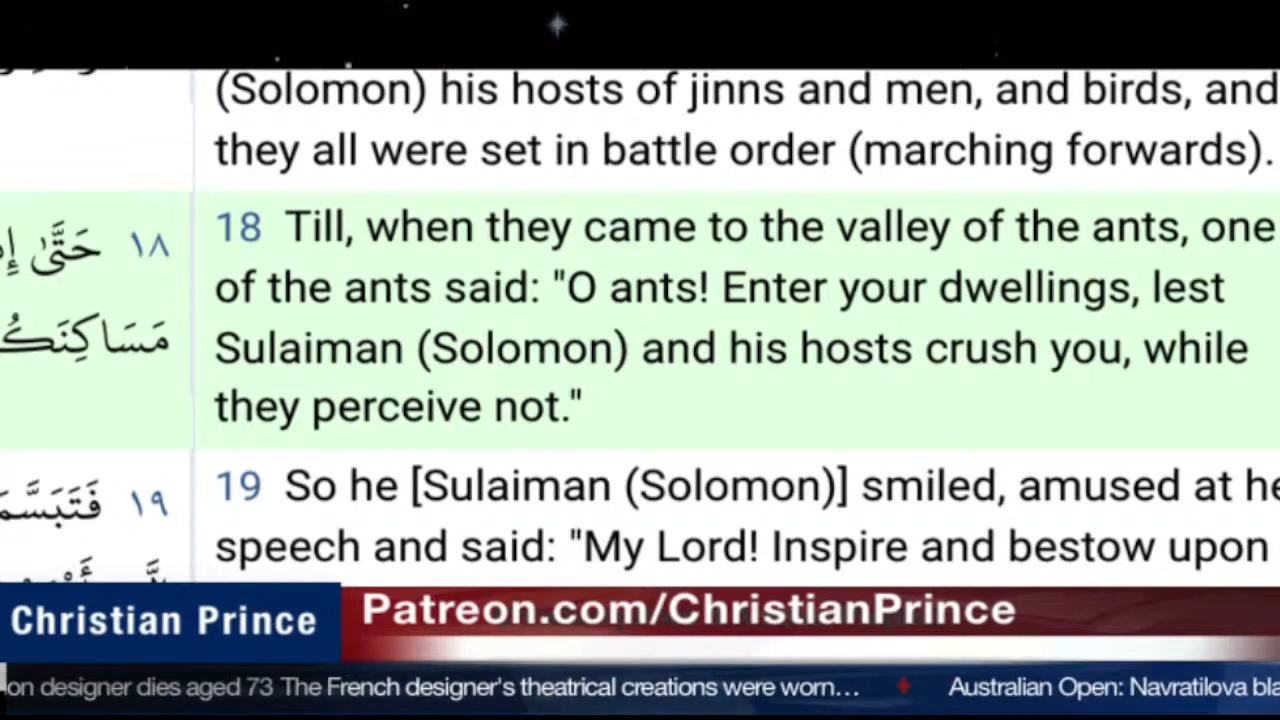 (Solomon) his hosts of jinns and men, and birds, and
they all were set in battle order (marching forwards).
١٨ حَتَّىٰ
18 Till, when they came to the valley of the ants, one
of the ants said: "O ants! Enter your dwellings, lest
Sulaiman (Solomon) and his hosts crush you, while
they perceive not."
19 So he [Sulaiman (Solomon)] smiled, amused at
١٩
speech and said: "My Lord! Inspire and bestow upon
Christian Prince
Patreon.com/ChristianPrince
on designer dies aged 73 The French designer's theatrical creations were worn…
Australian Open: Navratilova